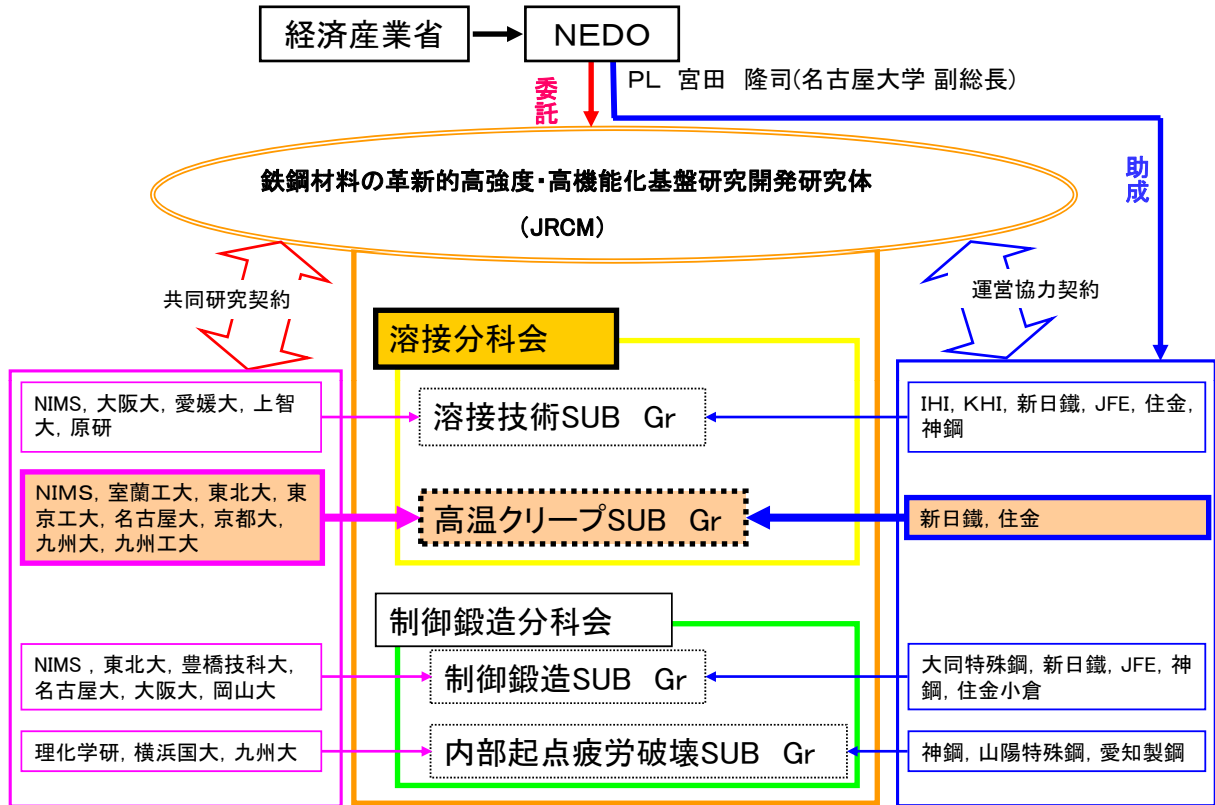 経済産業省
NEDO
PL 宮田 隆司(名古屋大学 副総長)
委託
助成
鉄鋼材料の革新的高強度・高機能化基盤研究開発研究体
(JRCM)
共同研究契約
運営協力契約
溶接分科会
NIMS, 大阪大, 愛媛大, 上智
大, 原研
溶接技術SUB Gr
IHI, KHI, 新日鐵, JFE, 住金,
神鋼
NIMS, 室蘭工大, 東北大, 東
京工大, 名古屋大, 京都大,
九州大, 九州工大
高温クリープSUB Gr
新日鐵, 住金
制御鍛造分科会
NIMS , 東北大, 豊橋技科大,
名古屋大, 大阪大, 岡山大
制御鍛造SUB Gr
大同特殊鋼, 新日鐵, JFE, 神
鋼, 住金小倉
理化学研, 横浜国大, 九州大
内部起点疲労破壊SUB Gr
神鋼, 山陽特殊鋼, 愛知製鋼